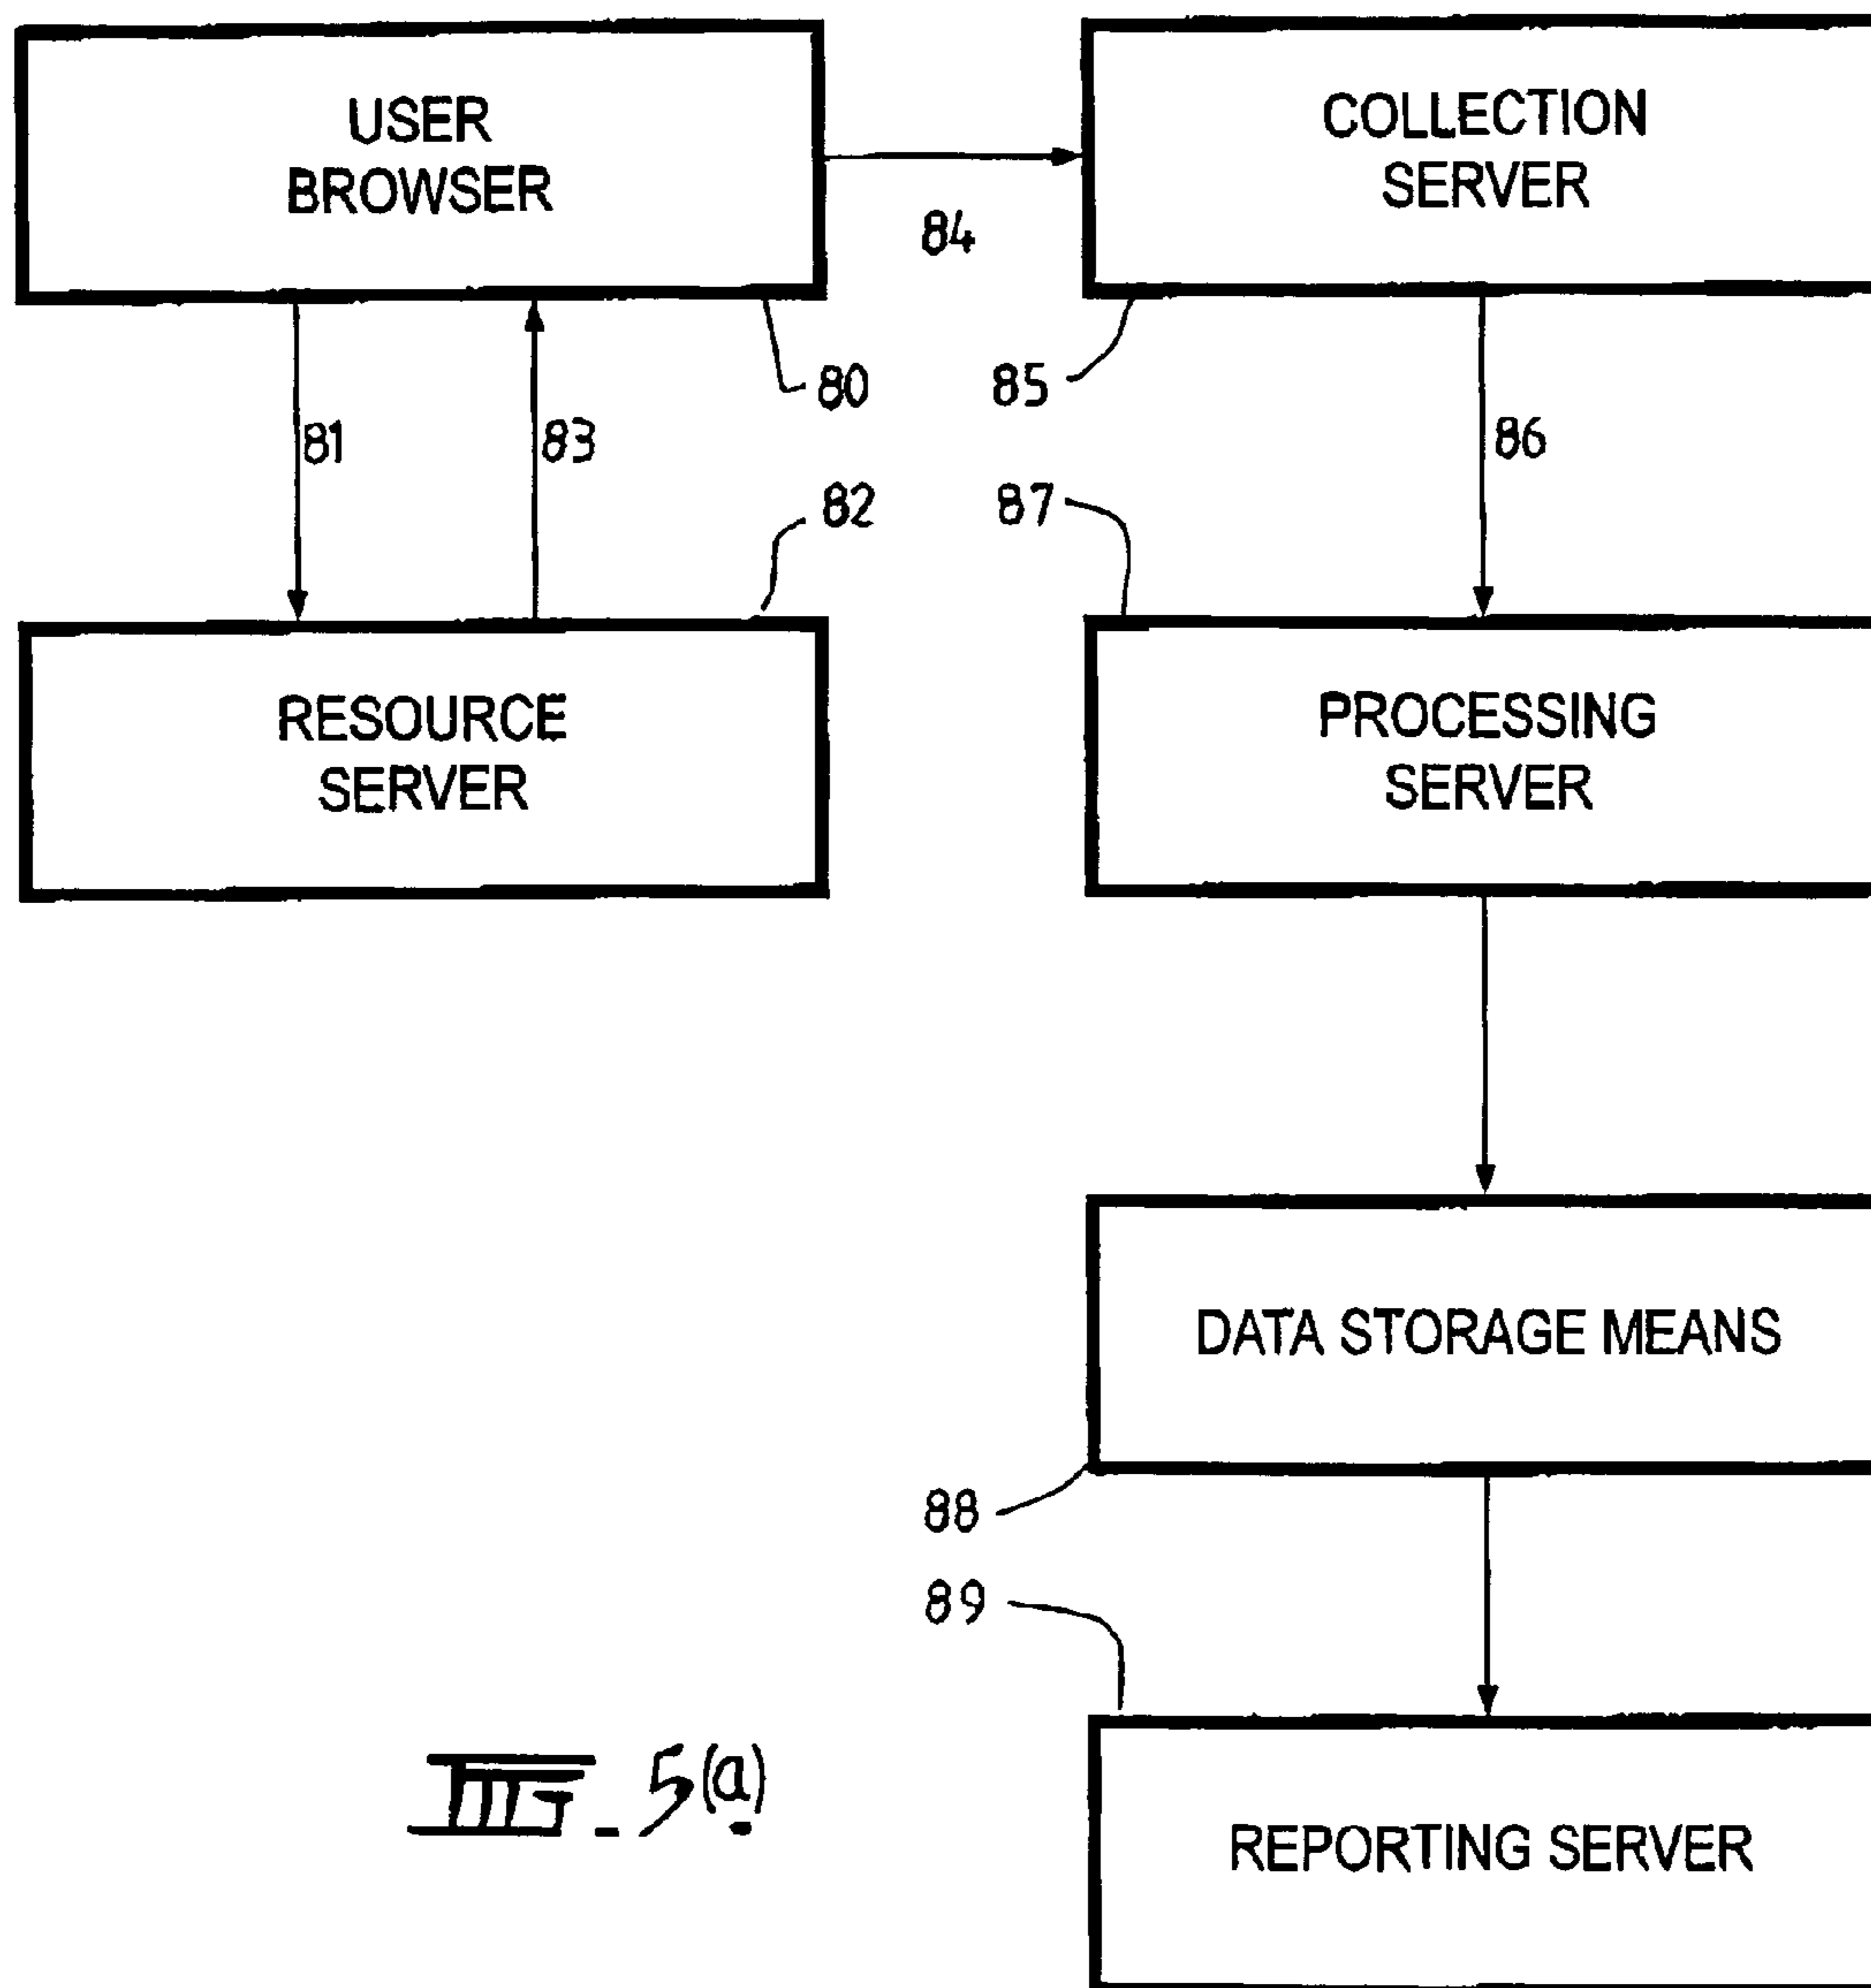 USER
BROWSER
COLLECTION
SERVER
84
80
85
81
83
86
82
87
RESOURCE
SERVER
PROCESSING
SERVER
DATA STORAGE MEANS
88
89
FIG_5(a)
REPORTING SERVER